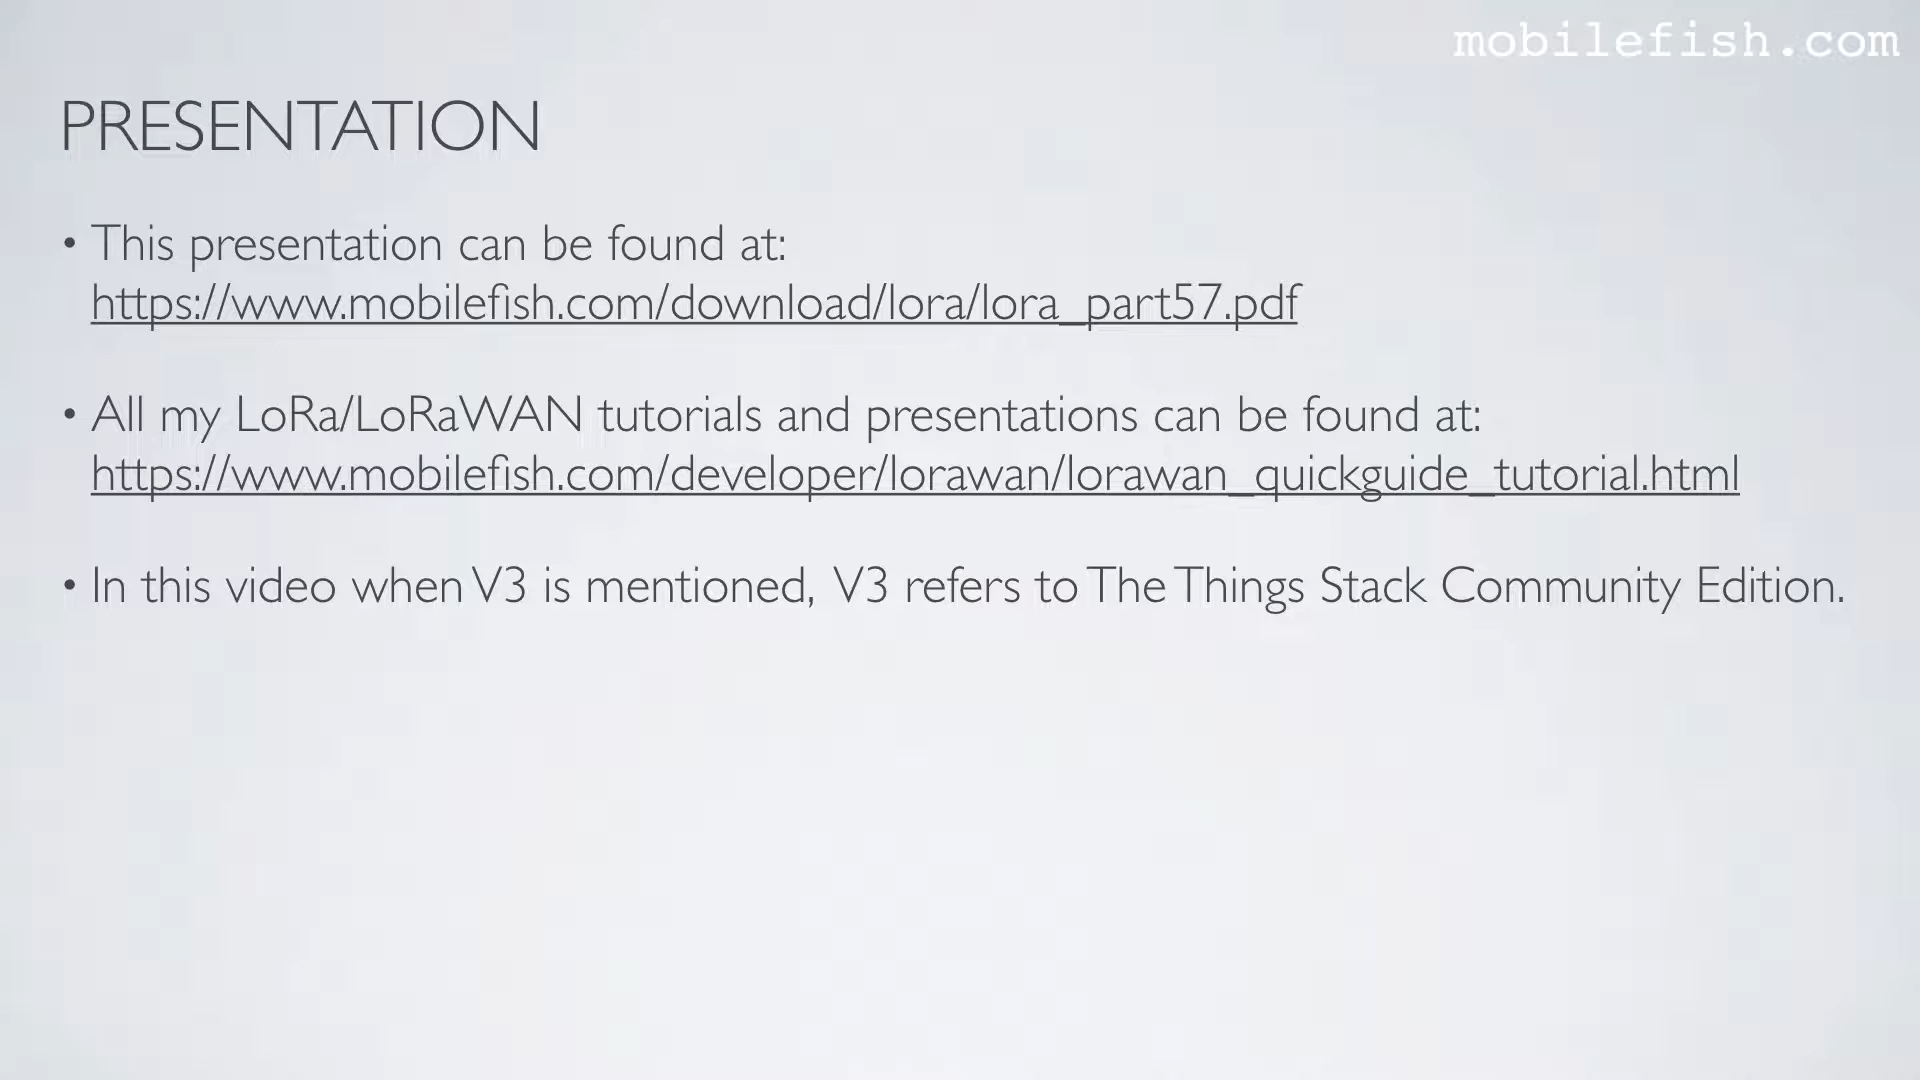 mobilefish.com
PRESENTATION
• This presentation can be found at:
https://www.mobilefish.com/download/lora/lora_part57.pdf
• All my LoRa/LoRaWAN tutorials and presentations can be found at:
https://www.mobilefish.com/developer/lorawan/lorawan_quickguide_tutorial.html
• In this video when V3 is mentioned, V3 refers to The Things Stack Community Edition.